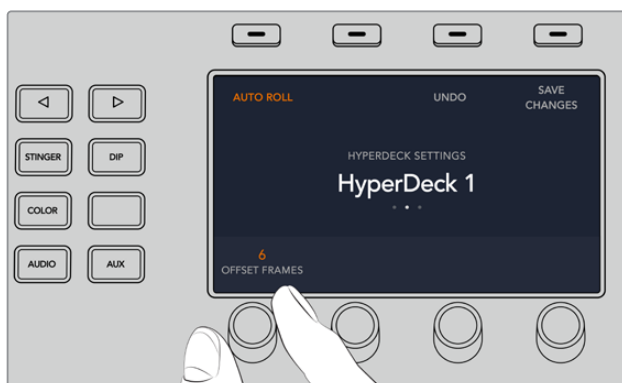 AUTO ROLL
UNDO
SAVE
CHANGES
HYPERDECK SETTINGS
HyperDeck 1
6
OFFSET FRAMES
STINGER
DIP
COLOR
AUDIO
AUX